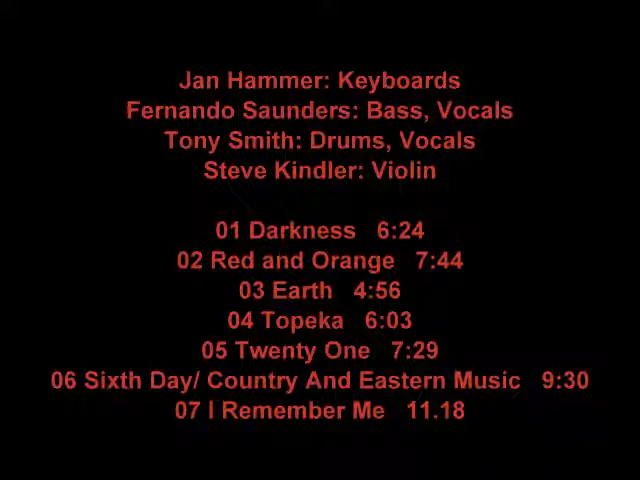 Jan Hammer: Keyboards
Fernando Saunders: Bass, Vocals
Tony Smith: Drums, Vocals
Steve Kindler: Violin
01 Darkness 6:24
02 Red and Orange 7:44
03 Earth 4:56
04 Topeka 6:03
05 Twenty One 7:29
06 Sixth Day/ Country And Eastern Music 9:30
07 I Remember Me 11.18